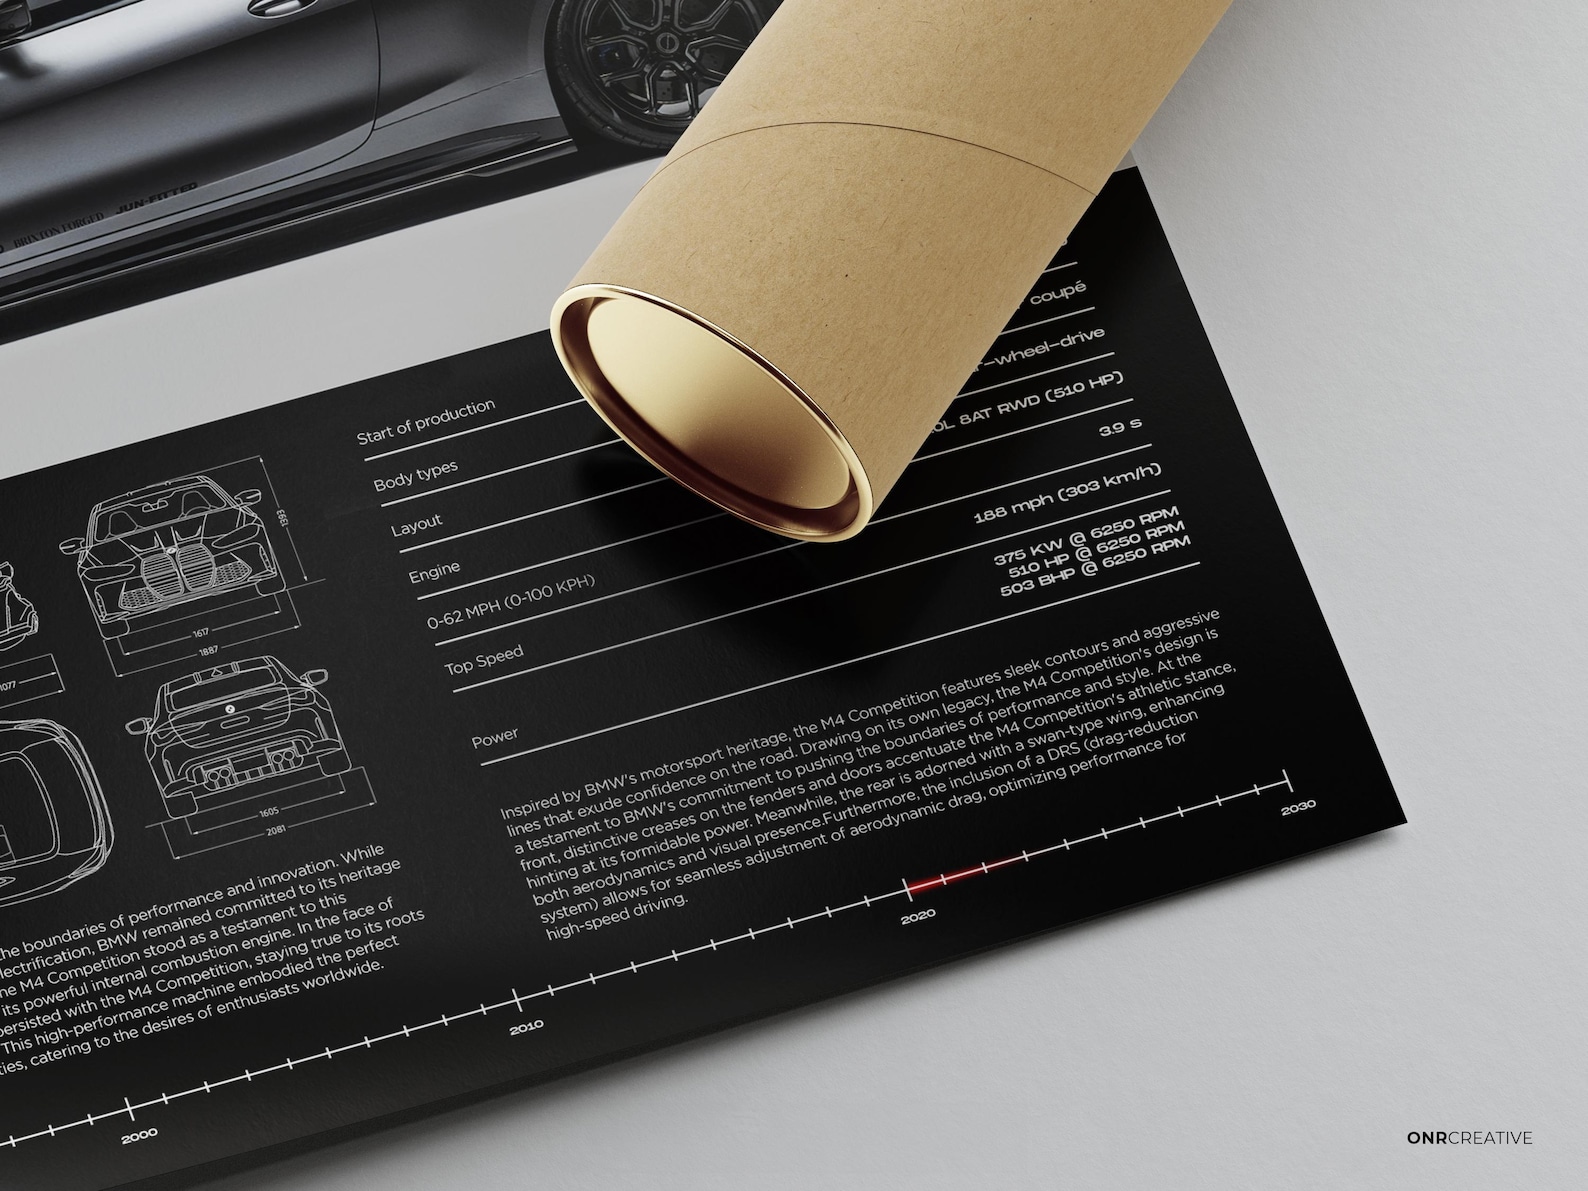 BRIXTON FORGED JUN-FITTED
Start of production
Body types coupé
Layout wheel-drive
Engine 8AT RWD (510 HP)
0-62 MPH (0-100 KPH) 3.9 s
Top Speed 188 mph (303 km/h)
Power 375 KW @ 6250 RPM
510 HP @ 6250 RPM
503 BHP @ 6250 RPM
1393
1617
1887
1077
1605
2081
Inspired by BMW's motorsport heritage, the M4 Competition features sleek contours and aggressive
lines that exude confidence on the road. Drawing on its own legacy, the M4 Competition's design is
a testament to BMW's commitment to pushing the boundaries of performance and style. At the
front, distinctive creases on the fenders and doors accentuate the M4 Competition's athletic stance,
hinting at its formidable power. Meanwhile, the rear is adorned with a swan-type wing, enhancing
both aerodynamics and visual presence.Furthermore, the inclusion of a DRS (drag-reduction
system) allows for seamless adjustment of aerodynamic drag, optimizing performance for
high-speed driving.
the boundaries of performance and innovation. While
lectrification, BMW remained committed to its heritage
he M4 Competition stood as a testament to this
its powerful internal combustion engine. In the face of
persisted with the M4 Competition, staying true to its roots
This high-performance machine embodied the perfect
ties, catering to the desires of enthusiasts worldwide.
2000
2010
2020
2030
ONRCREATIVE